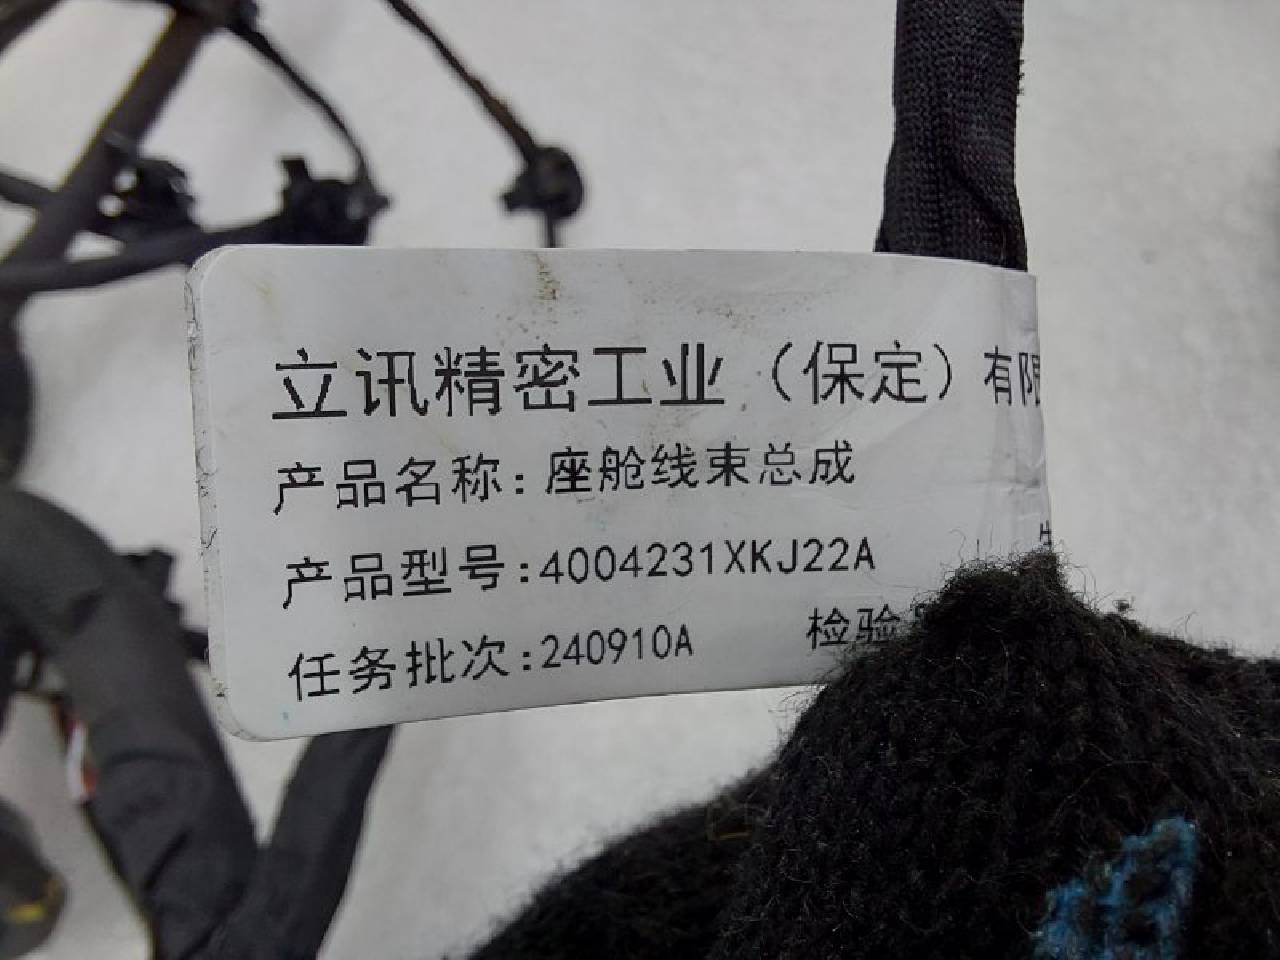 立讯精密工业（保定）有限
产品名称:座舱线束总成
产品型号:4004231XKJ22A
任务批次:240910A 检验